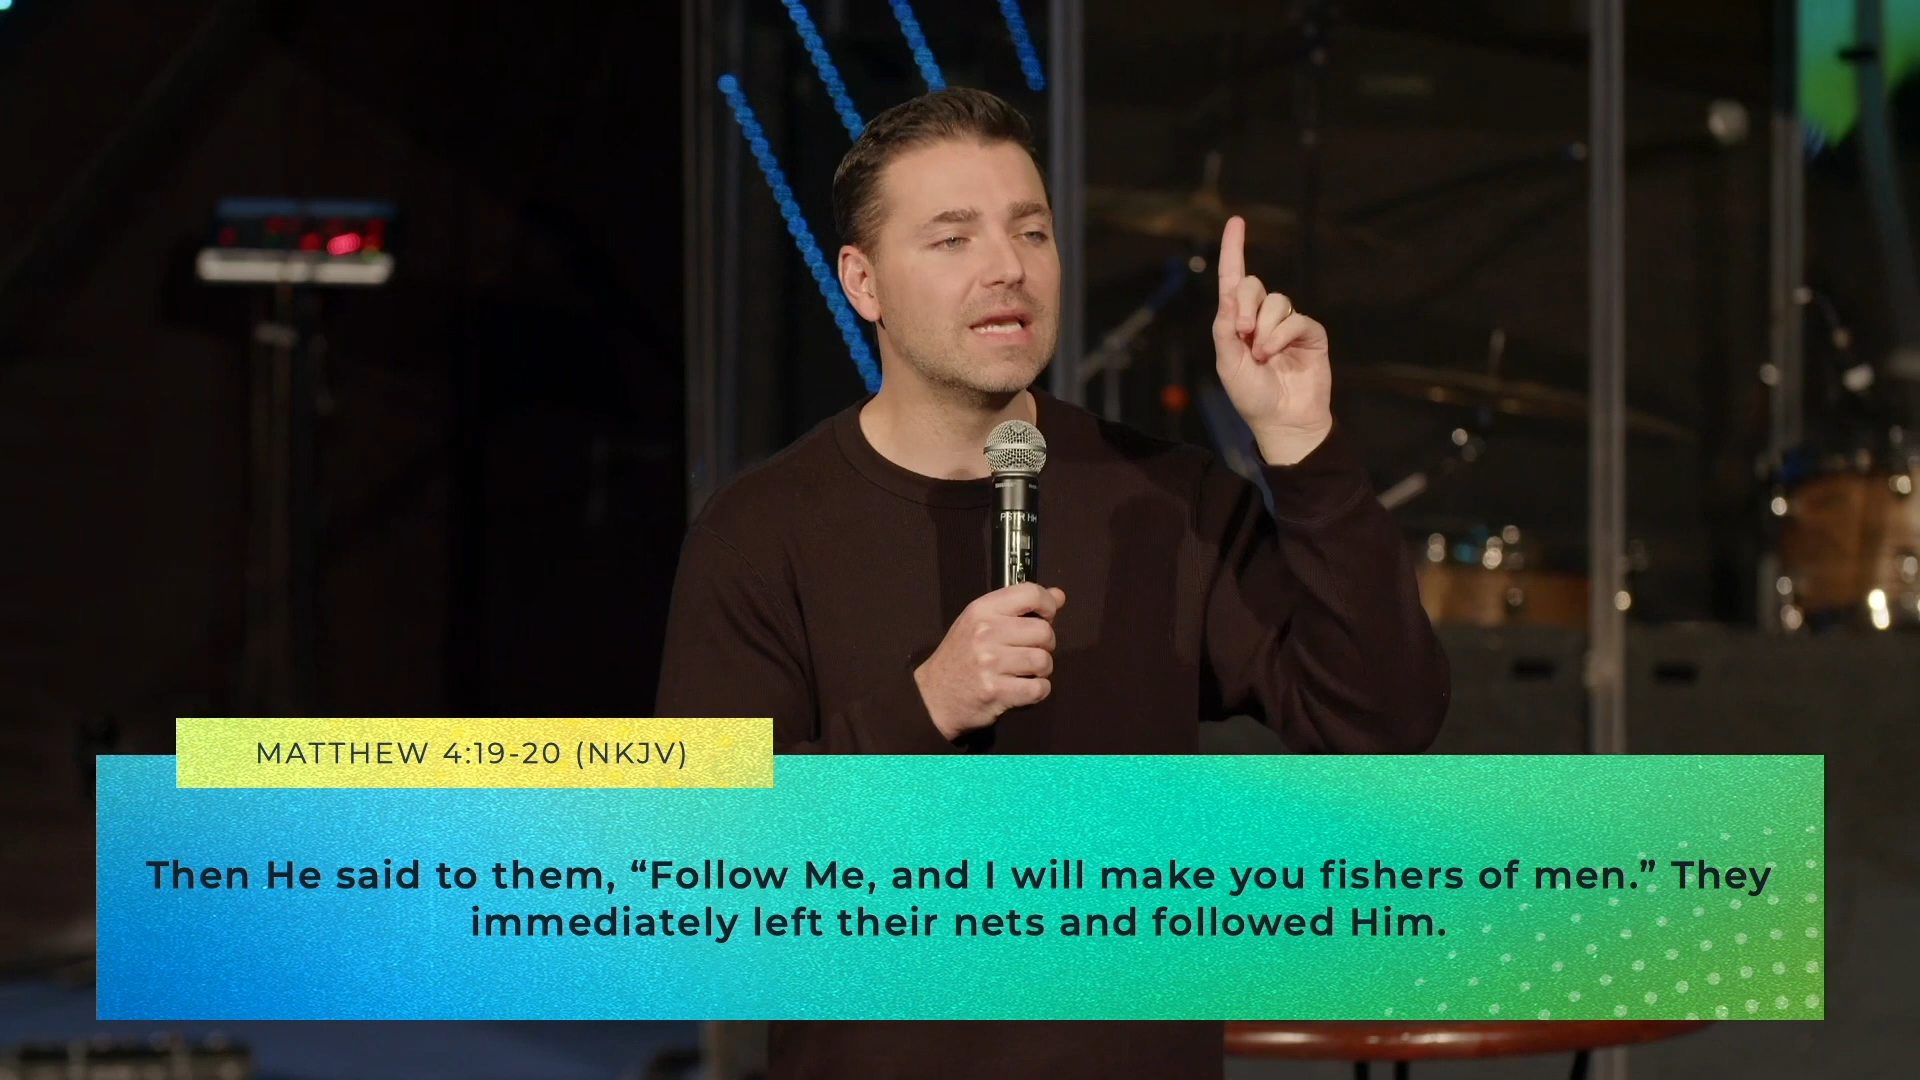 MATTHEW 4:19-20 (NKJV)
Then He said to them, “Follow Me, and I will make you fishers of men.” They
immediately left their nets and followed Him.